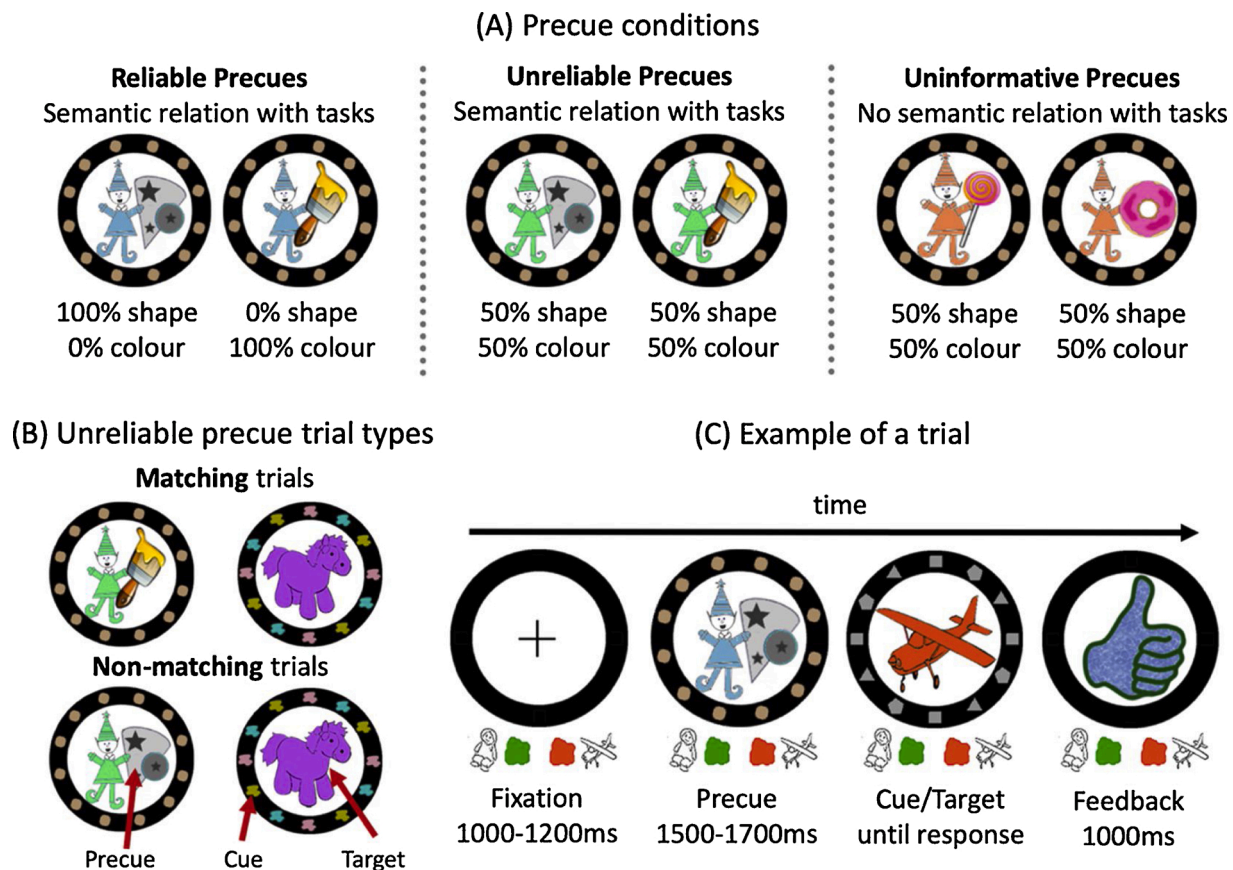 (A) Precue conditions
Reliable Precues
Semantic relation with tasks
100% shape
0% colour
0% shape
100% colour
Unreliable Precues
Semantic relation with tasks
50% shape
50% colour
50% shape
50% colour
Uninformative Precues
No semantic relation with tasks
50% shape
50% colour
50% shape
50% colour
(B) Unreliable precue trial types
Matching trials
Non-matching trials
Precue
Cue
Target
(C) Example of a trial
time
Fixation
1000-1200ms
Precue
1500-1700ms
Cue/Target
until response
Feedback
1000ms